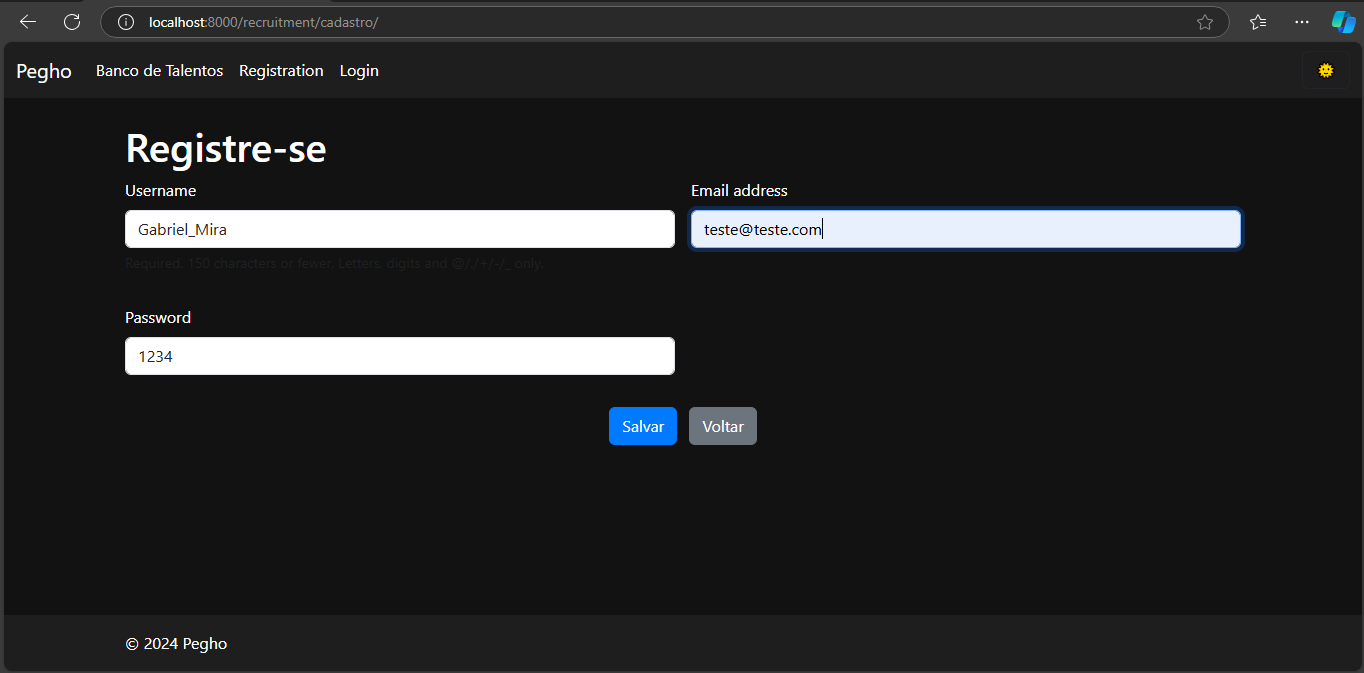 localhost:8000/recruitment/cadastro/
Pegho Banco de Talentos Registration Login
Registre-se
Username Email address
Gabriel_Mira teste@teste.com
Required. 150 characters or fewer. Letters, digits and @/./+/-/_ only.
Password
1234
Salvar Voltar
© 2024 Pegho